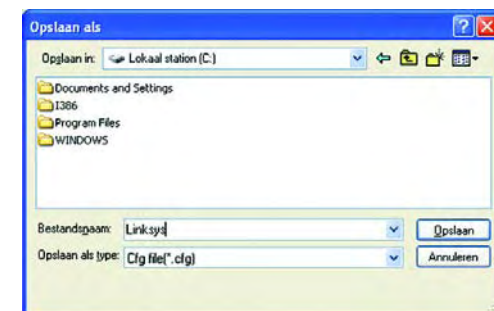 Opslaan als
Opslaan in: Lokaal station (C:)
Documents and Settings
I386
Program Files
WINDOWS
Bestandsnaam: Linksys
Opslaan
Opslaan als type: Cfg file(*.cfg)
Annuleren